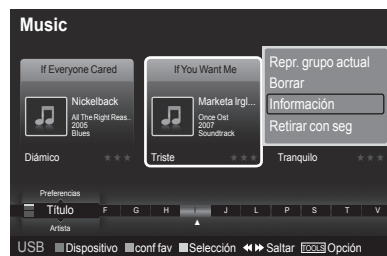 Music
If Everyone Cared
If You Want Me
Repr. grupo actual
Borrar
Información
Retirar con seg
Nickelback
All The Right Reas..
2005
Blues
Marketa Irgl...
Once Ost
2007
Soundtrack
Diámico
Triste
Tranquilo
Preferencias
Título F G H I J L P S T V
Artista
USB Dispositivo conf fav Selección Saltar TOOLS Opción